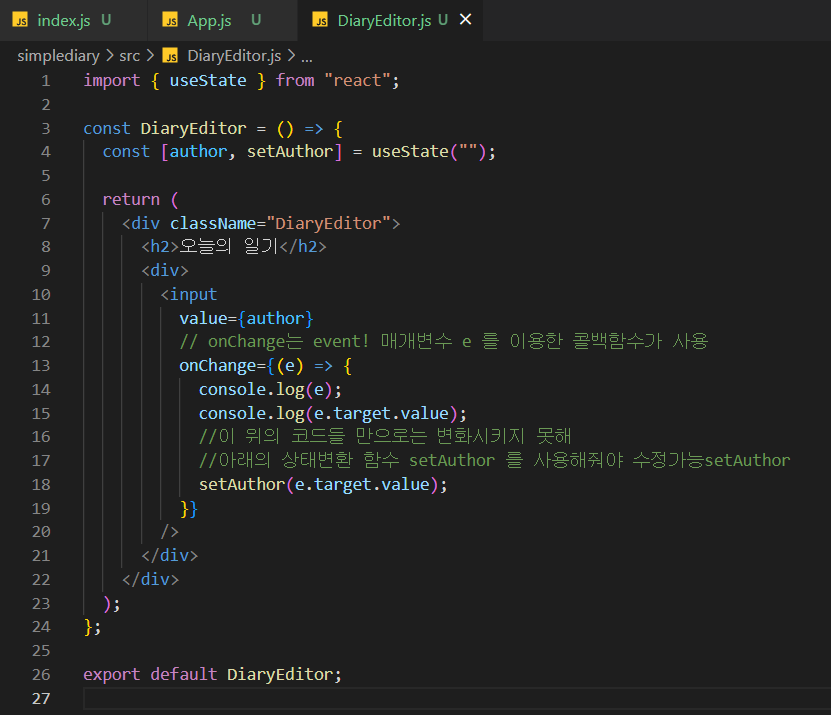 JS index.js U JS App.js U JS DiaryEditor.js U ×
simplediary > src > JS DiaryEditor.js > ...
1 import { useState } from "react";
2
3 const DiaryEditor = () => {
4 const [author, setAuthor] = useState("");
5
6 return (
7 <div className="DiaryEditor">
8 <h2>오늘의 일기</h2>
9 <div>
10 <input
11 value={author}
12 // onChange는 event! 매개변수 e 를 이용한 콜백함수가 사용
13 onChange={(e) => {
14 console.log(e);
15 console.log(e.target.value);
16 //이 위의 코드들 만으로는 변화시키지 못해
17 //아래의 상태변환 함수 setAuthor 를 사용해줘야 수정가능setAuthor
18 setAuthor(e.target.value);
19 }}
20 />
21 </div>
22 </div>
23 );
24 };
25
26 export default DiaryEditor;
27